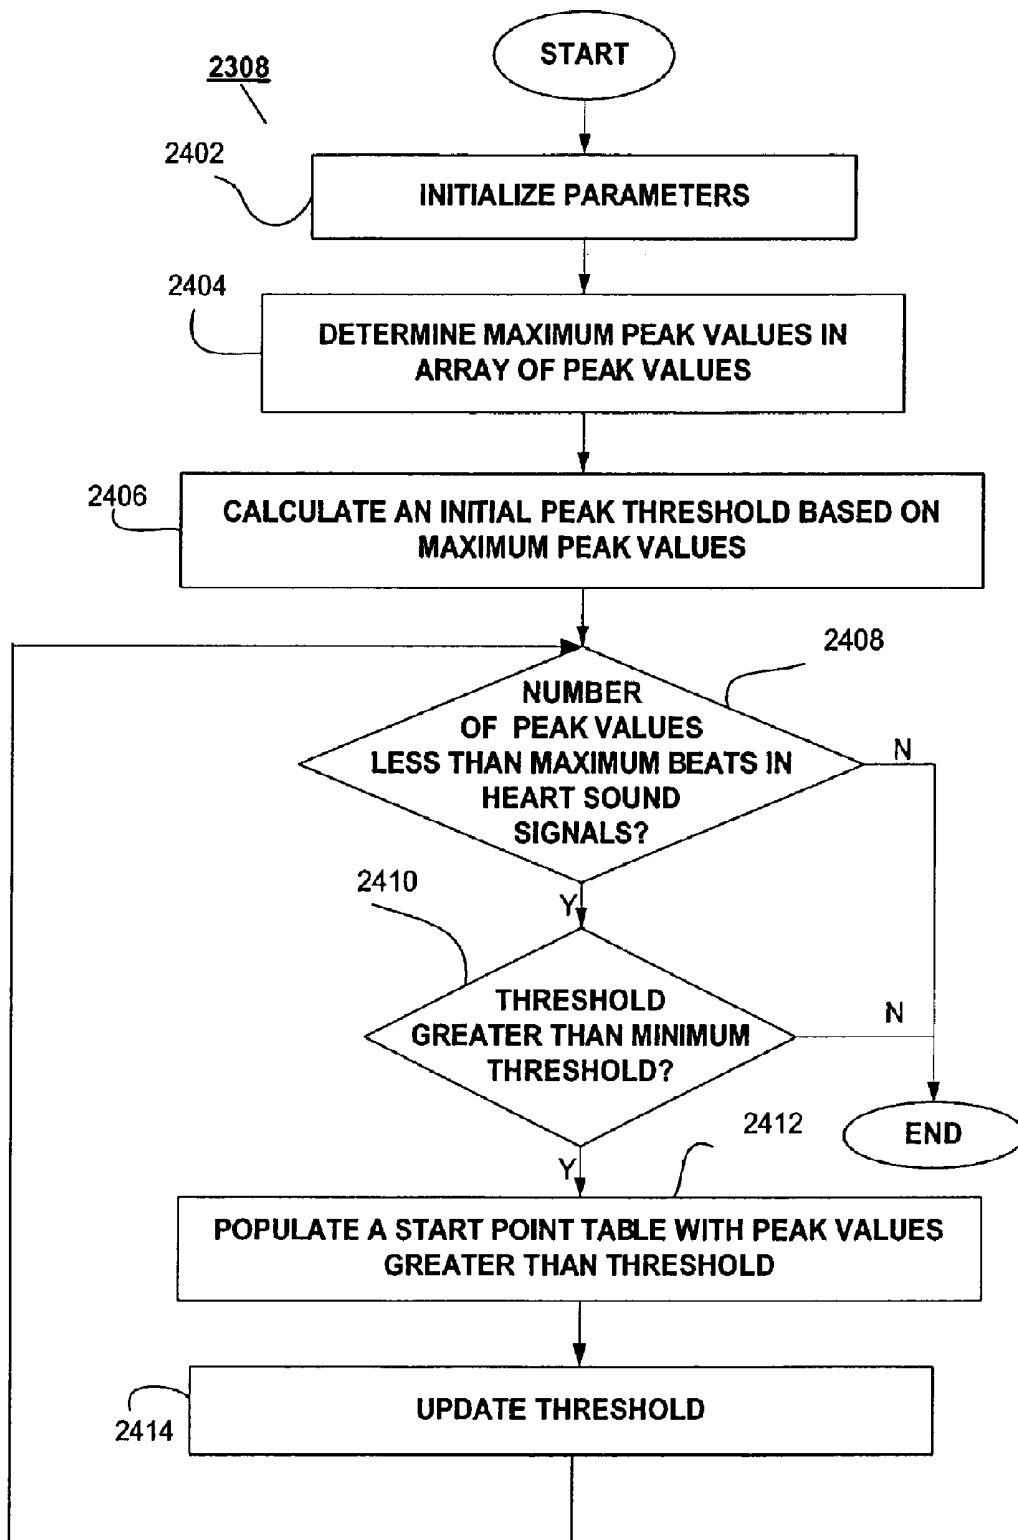 START
2308
2402
INITIALIZE PARAMETERS
2404
DETERMINE MAXIMUM PEAK VALUES IN
ARRAY OF PEAK VALUES
2406
CALCULATE AN INITIAL PEAK THRESHOLD BASED ON
MAXIMUM PEAK VALUES
2408
NUMBER
OF PEAK VALUES
LESS THAN MAXIMUM BEATS IN
HEART SOUND
SIGNALS?
N
2410
Y
THRESHOLD
GREATER THAN MINIMUM
THRESHOLD?
N
END
2412
Y
POPULATE A START POINT TABLE WITH PEAK VALUES
GREATER THAN THRESHOLD
UPDATE THRESHOLD
2414